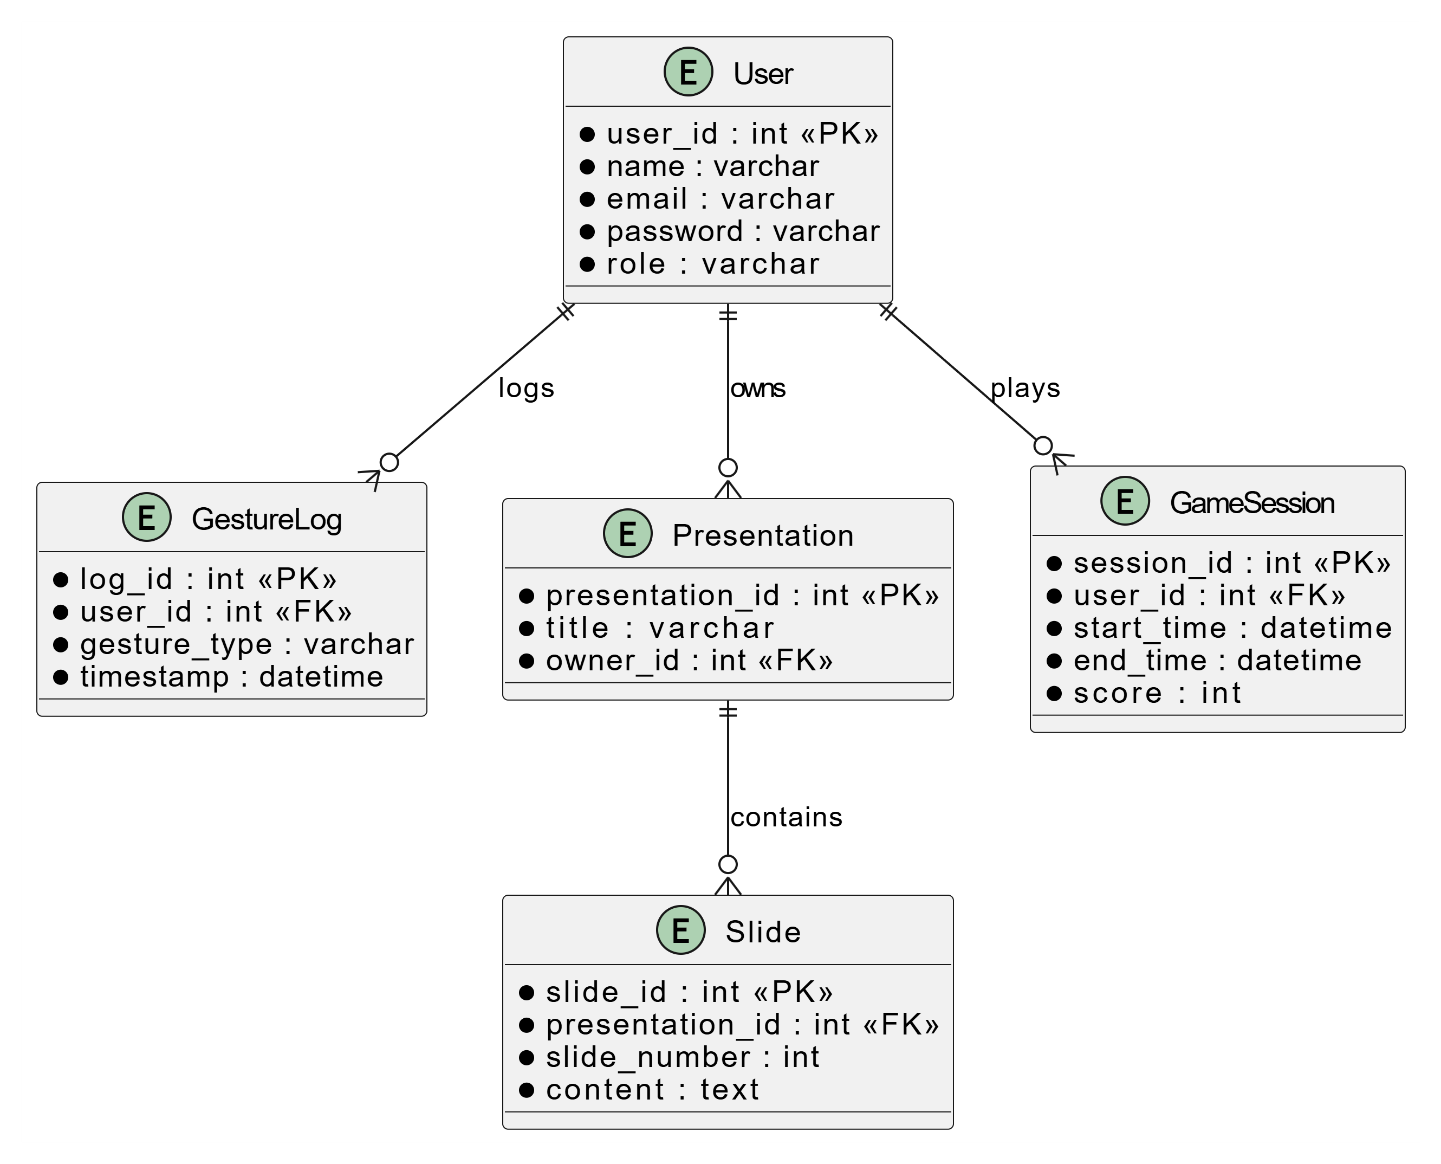 E User
user_id : int «PK»
name : varchar
email : varchar
password : varchar
role : varchar
logs
owns
plays
E GestureLog
log_id : int «PK»
user_id : int «FK»
gesture_type : varchar
timestamp : datetime
E Presentation
presentation_id : int «PK»
title : varchar
owner_id : int «FK»
E GameSession
session_id : int «PK»
user_id : int «FK»
start_time : datetime
end_time : datetime
score : int
contains
E Slide
slide_id : int «PK»
presentation_id : int «FK»
slide_number : int
content : text